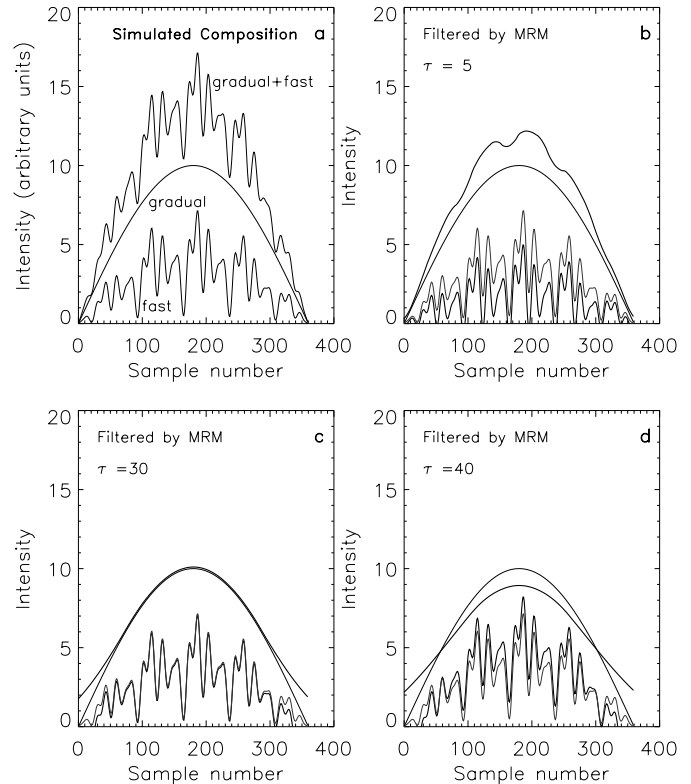 Simulated Composition a
gradual+fast
gradual
fast
Intensity (arbitrary units)
20
15
10
5
0
0 100 200 300 400
Sample number
Filtered by MRM b
τ = 5
Intensity
20
15
10
5
0
0 100 200 300 400
Sample number
Filtered by MRM c
τ =30
Intensity
20
15
10
5
0
0 100 200 300 400
Sample number
Filtered by MRM d
τ =40
Intensity
20
15
10
5
0
0 100 200 300 400
Sample number